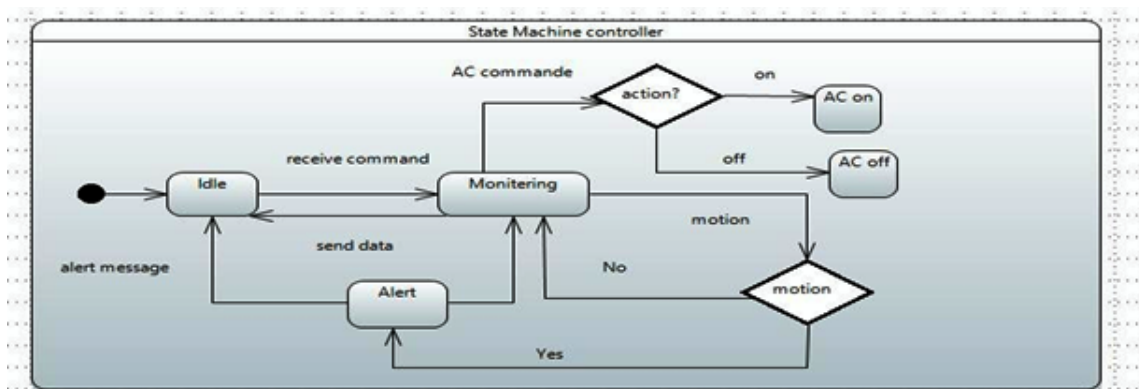 State Machine controller
AC commande
action?
on
AC on
off
AC off
receive command
Idle
Monitering
motion
send data
alert message
No
Alert
motion
Yes